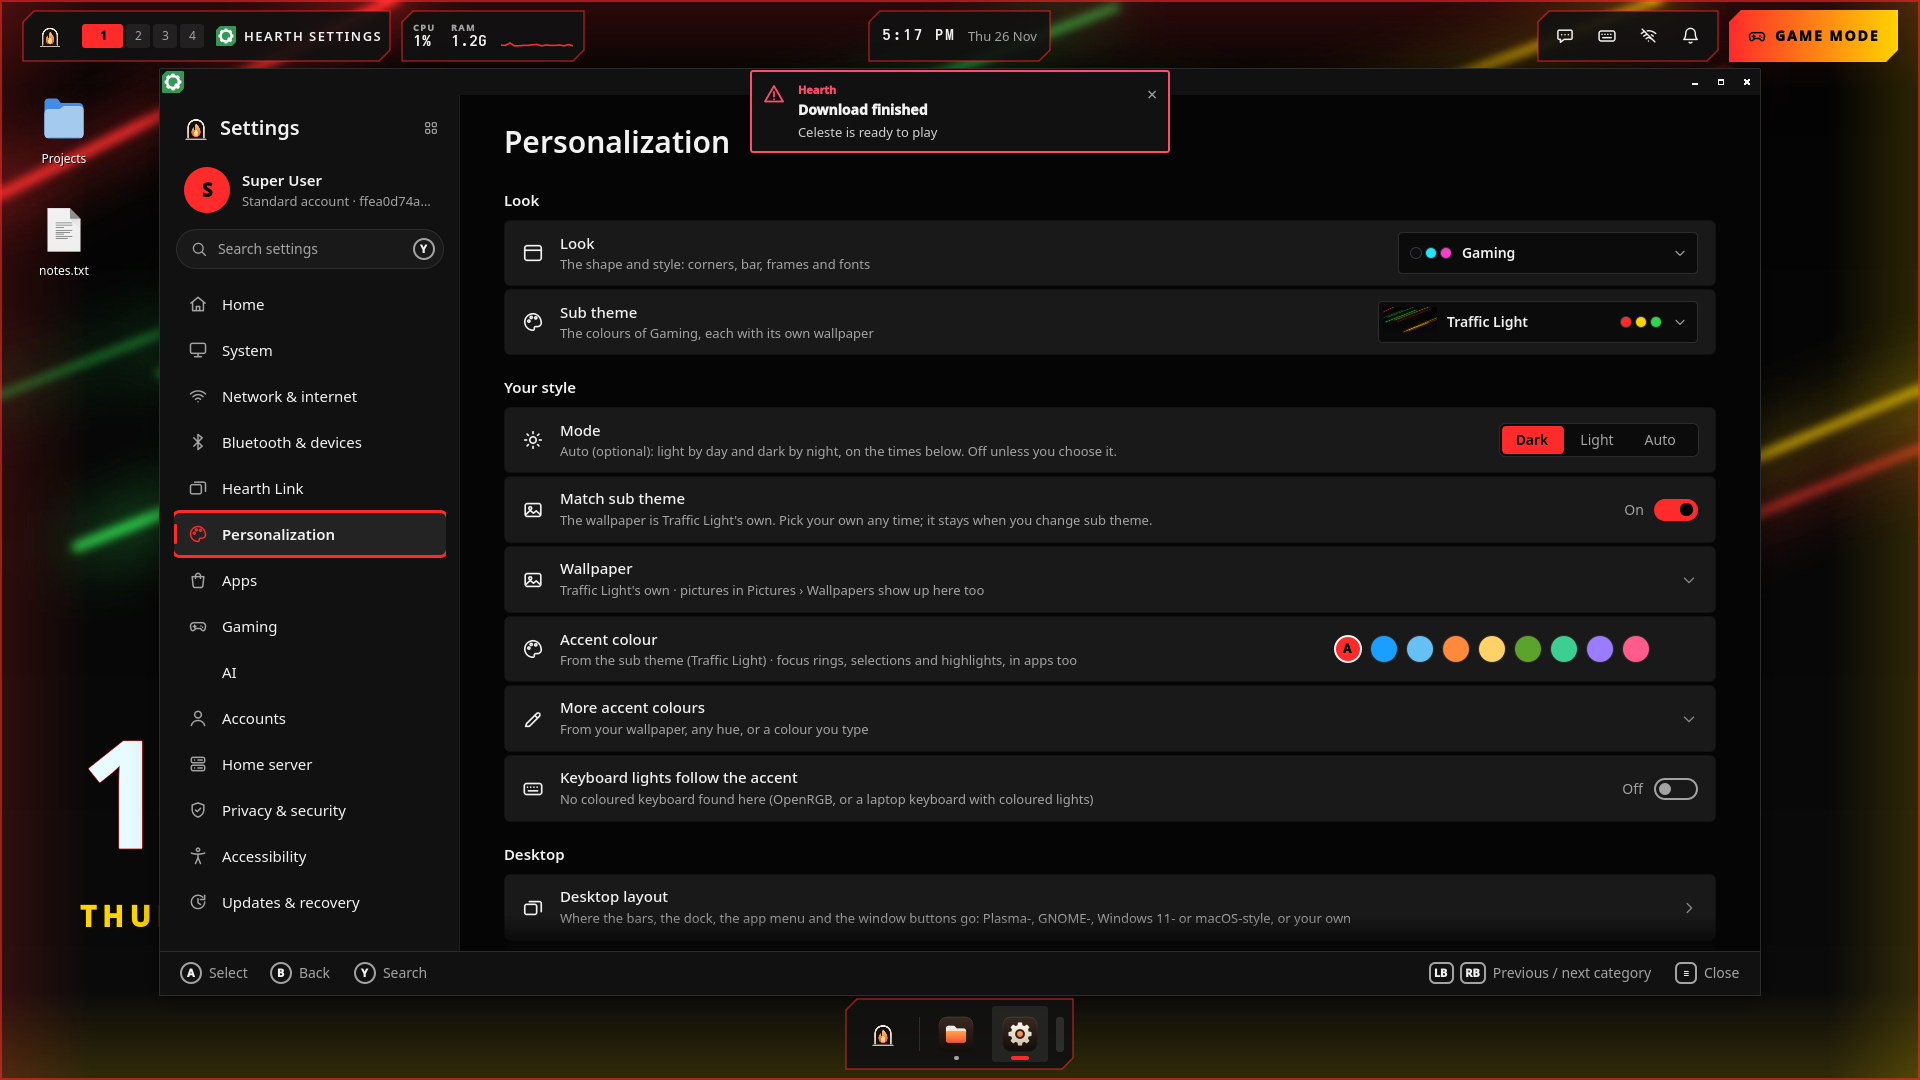 1 2 3 4 HEARTH SETTINGS
CPU RAM
1% 1.2G
5:17 PM Thu 26 Nov
GAME MODE
Projects
notes.txt
1
THU
Hearth
Download finished
Celeste is ready to play
Settings
S
Super User
Standard account · ffea0d74a...
Search settings Y
Home
System
Network & internet
Bluetooth & devices
Hearth Link
Personalization
Apps
Gaming
AI
Accounts
Home server
Privacy & security
Accessibility
Updates & recovery
Personalization
Look
Look
The shape and style: corners, bar, frames and fonts
Gaming
Sub theme
The colours of Gaming, each with its own wallpaper
Traffic Light
Your style
Mode
Auto (optional): light by day and dark by night, on the times below. Off unless you choose it.
Dark Light Auto
Match sub theme
The wallpaper is Traffic Light's own. Pick your own any time; it stays when you change sub theme.
On
Wallpaper
Traffic Light's own · pictures in Pictures › Wallpapers show up here too
Accent colour
From the sub theme (Traffic Light) · focus rings, selections and highlights, in apps too
A
More accent colours
From your wallpaper, any hue, or a colour you type
Keyboard lights follow the accent
No coloured keyboard found here (OpenRGB, or a laptop keyboard with coloured lights)
Off
Desktop
Desktop layout
Where the bars, the dock, the app menu and the window buttons go: Plasma-, GNOME-, Windows 11- or macOS-style, or your own
A Select B Back Y Search
LB RB Previous / next category ≡ Close